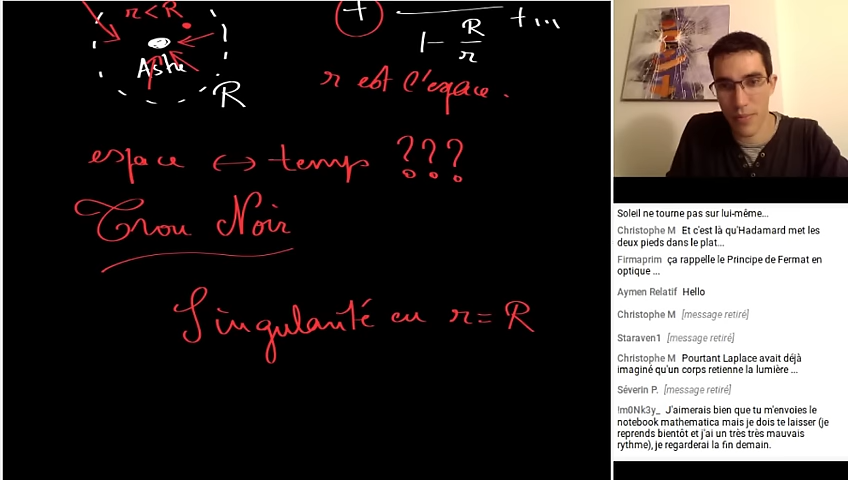 r < R
+
1 - R/r
+ ...
Astre
R
r est l'espace.
espace ↔ temps ???
Trou Noir
Singularité en r = R
Soleil ne tourne pas sur lui-même...
Christophe M Et c'est là qu'Hadamard met les
deux pieds dans le plat...
Firmaprim ça rappelle le Principe de Fermat en
optique ...
Aymen Relatif Hello
Christophe M [message retiré]
Staraven1 [message retiré]
Christophe M Pourtant Laplace avait déjà
imaginé qu'un corps retienne la lumière ...
Séverin P. [message retiré]
!m0Nk3y_ J'aimerais bien que tu m'envoies le
notebook mathematica mais je dois te laisser (je
reprends bientôt et j'ai un très très mauvais
rythme), je regarderai la fin demain.